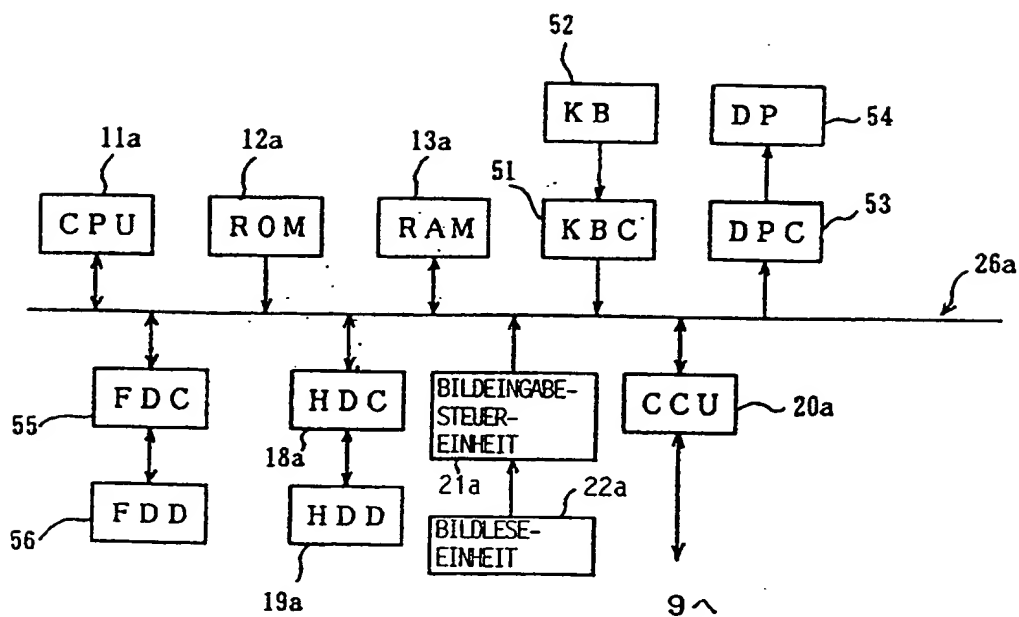 52
KB
DP
54
11a
12a
13a
51
53
CPU
ROM
RAM
KBC
DPC
26a
FDC
55
HDC
18a
BILDEINGABE-
STEUER-
EINHEIT
21a
CCU
20a
FDD
56
HDD
19a
22a
BILDLESE-
EINHEIT
9へ